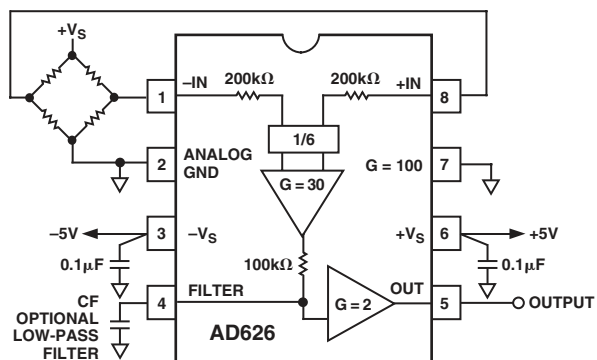 +VS
200kΩ 200kΩ
1 –IN +IN 8
1/6
2 ANALOG GND G = 100 7
G = 30
–5V 3 –VS +VS 6 +5V
0.1µF 100kΩ 0.1µF
4 FILTER G = 2 OUT 5 OUTPUT
CF
OPTIONAL
LOW-PASS
FILTER
AD626